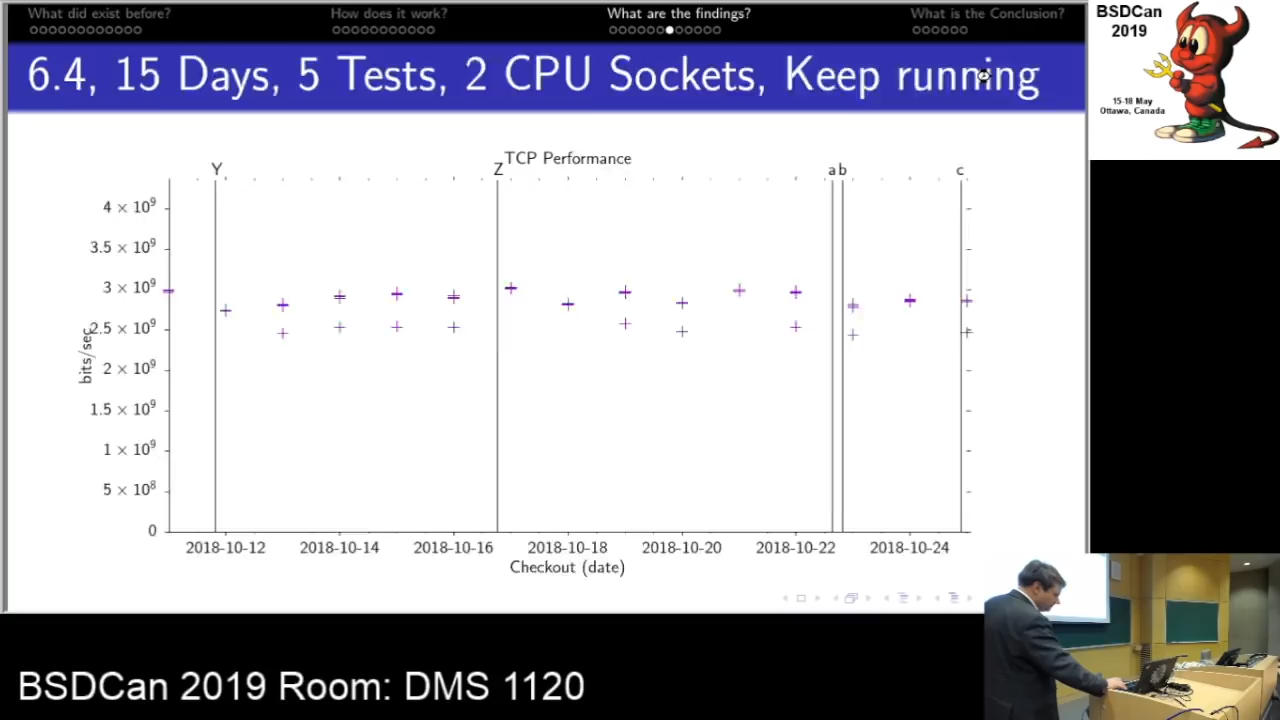 What did exist before? How does it work? What are the findings? What is the Conclusion?
6.4, 15 Days, 5 Tests, 2 CPU Sockets, Keep running
BSDCan
2019
15-18 May
Ottawa, Canada
TCP Performance
Y Z a b c
4 × 10⁹
3.5 × 10⁹
3 × 10⁹
2.5 × 10⁹
2 × 10⁹
1.5 × 10⁹
1 × 10⁹
5 × 10⁸
0
bits/sec
2018-10-12 2018-10-14 2018-10-16 2018-10-18 2018-10-20 2018-10-22 2018-10-24
Checkout (date)
BSDCan 2019 Room: DMS 1120